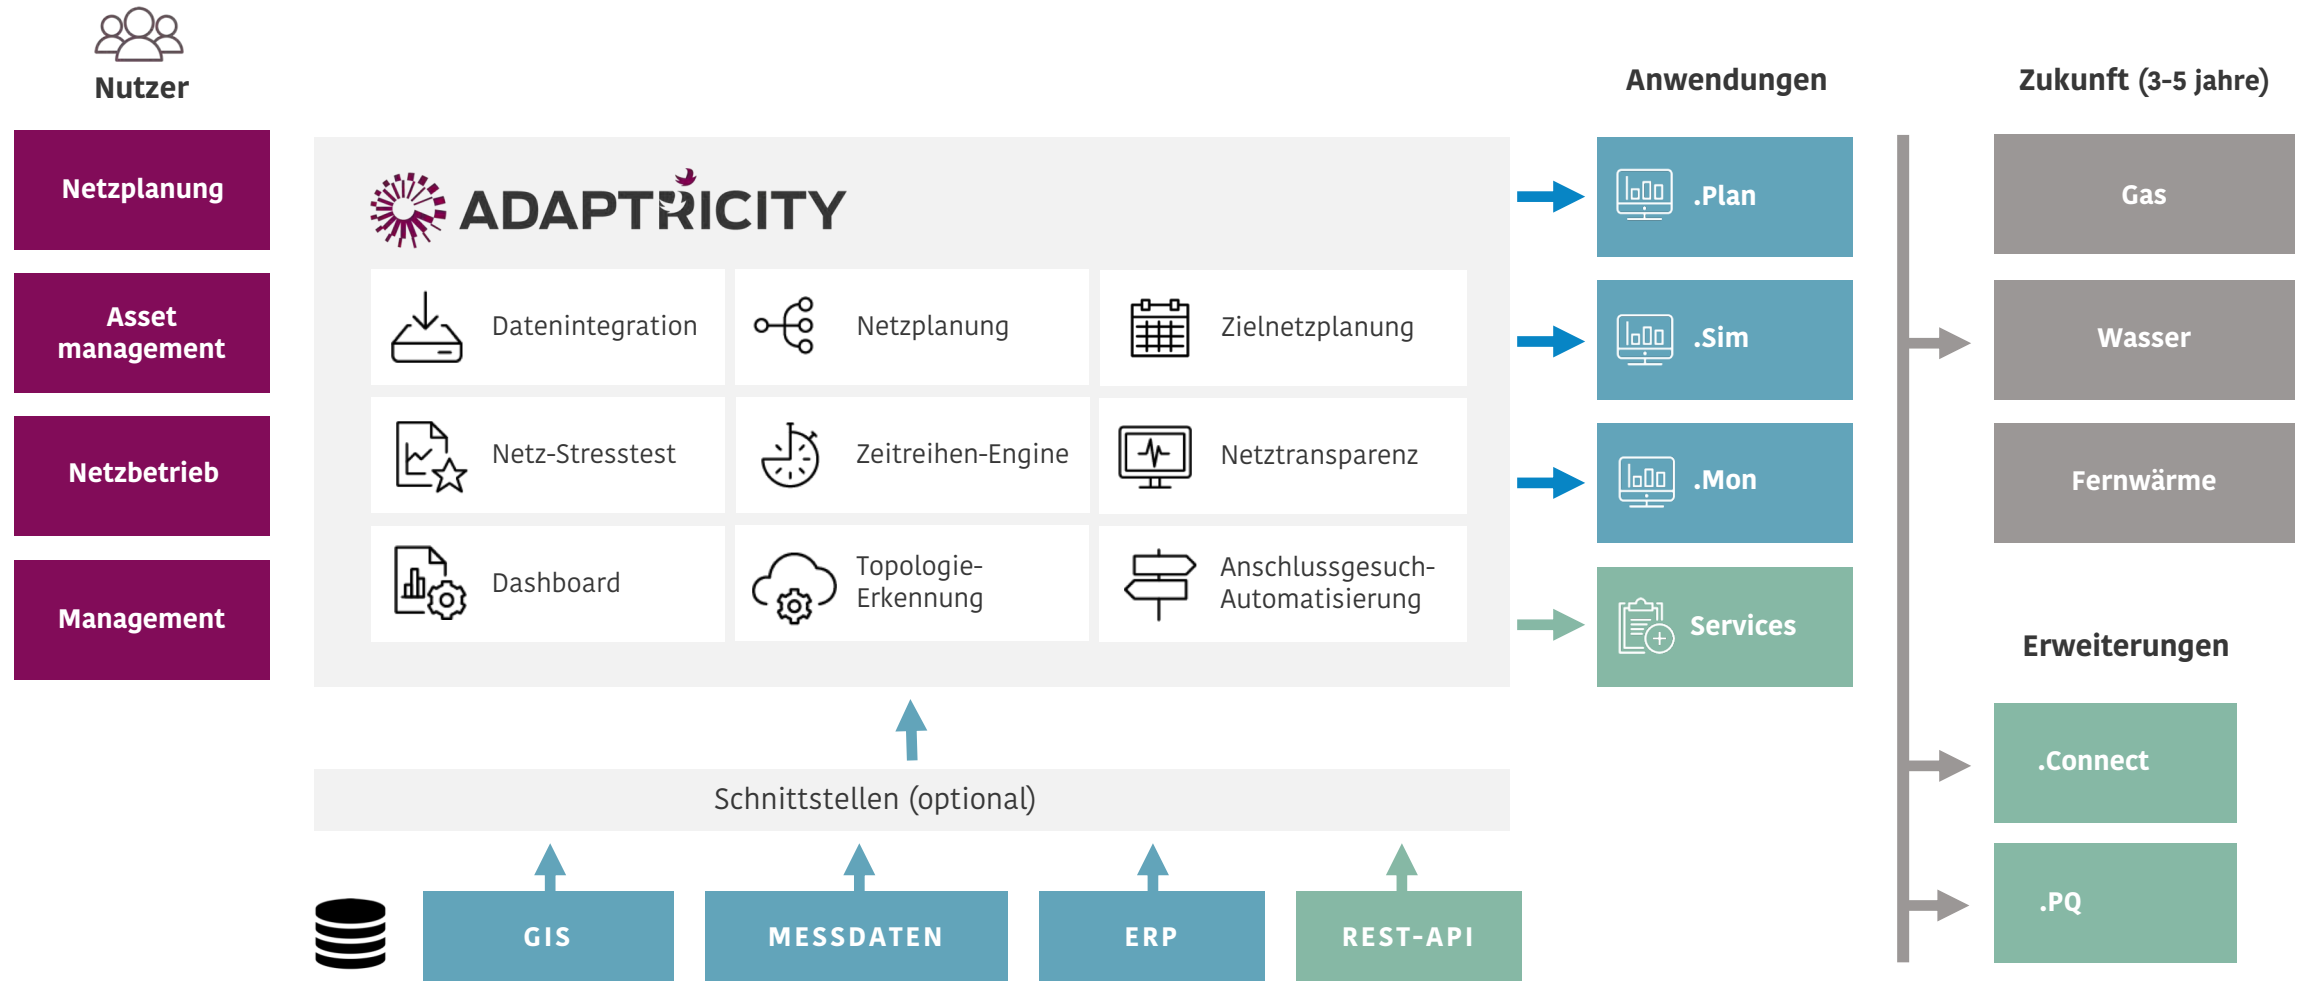 Nutzer
Netzplanung
Asset
management
Netzbetrieb
Management
ADAPTRICITY
Datenintegration
Netzplanung
Zielnetzplanung
Netz-Stresstest
Zeitreihen-Engine
Netztransparenz
Dashboard
Topologie-
Erkennung
Anschlussgesuch-
Automatisierung
Schnittstellen (optional)
GIS
MESSDATEN
ERP
REST-API
Anwendungen
.Plan
.Sim
.Mon
Services
Zukunft (3-5 jahre)
Gas
Wasser
Fernwärme
Erweiterungen
.Connect
.PQ